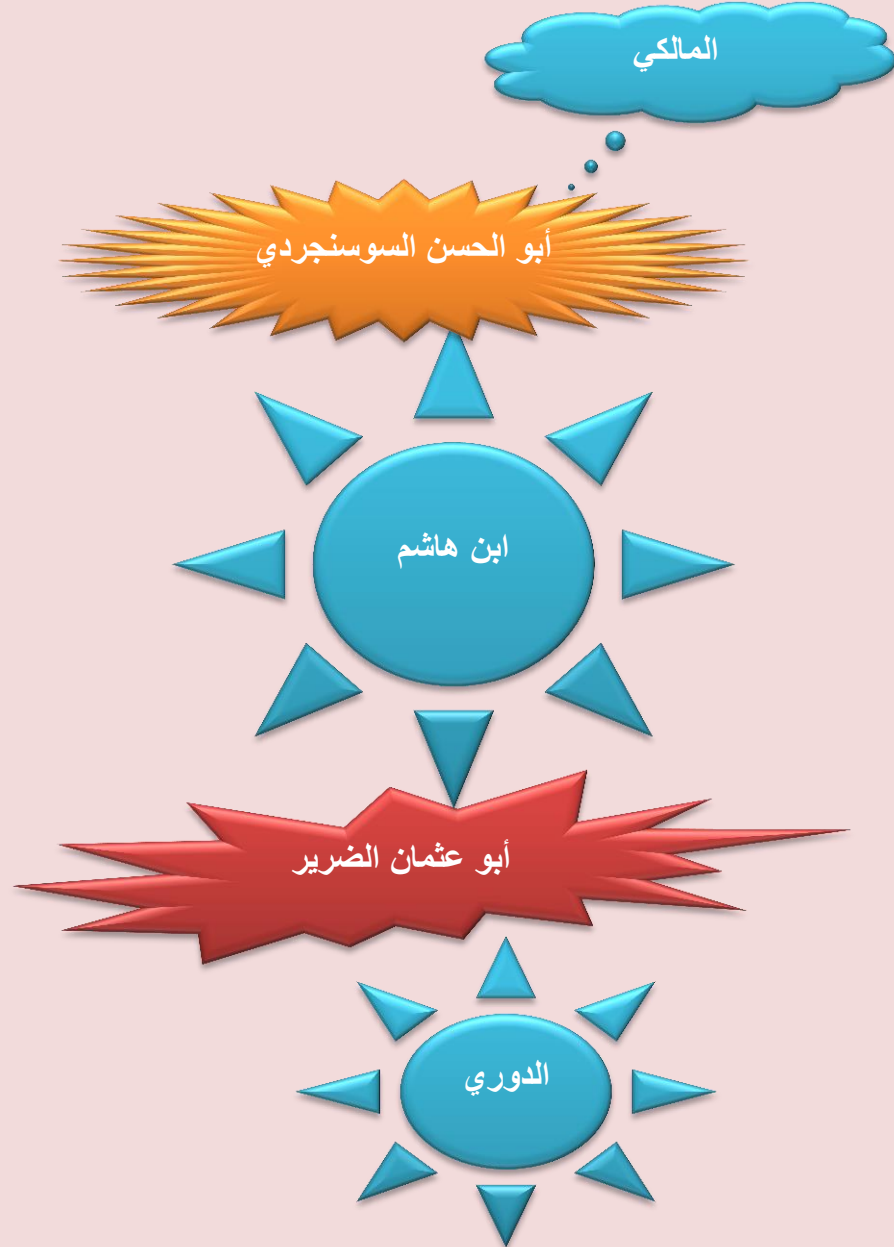 المالكي
أبو الحسن السوسنجردي
ابن هاشم
أبو عثمان الضرير
الدوري